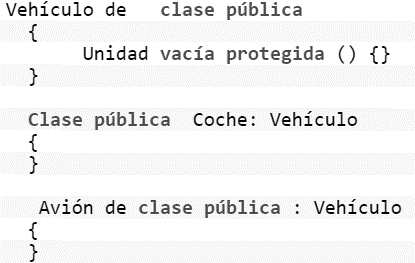 Vehículo de clase pública
{
Unidad vacía protegida () {}
}
Clase pública Coche: Vehículo
{
}
Avión de clase pública : Vehículo
{
}